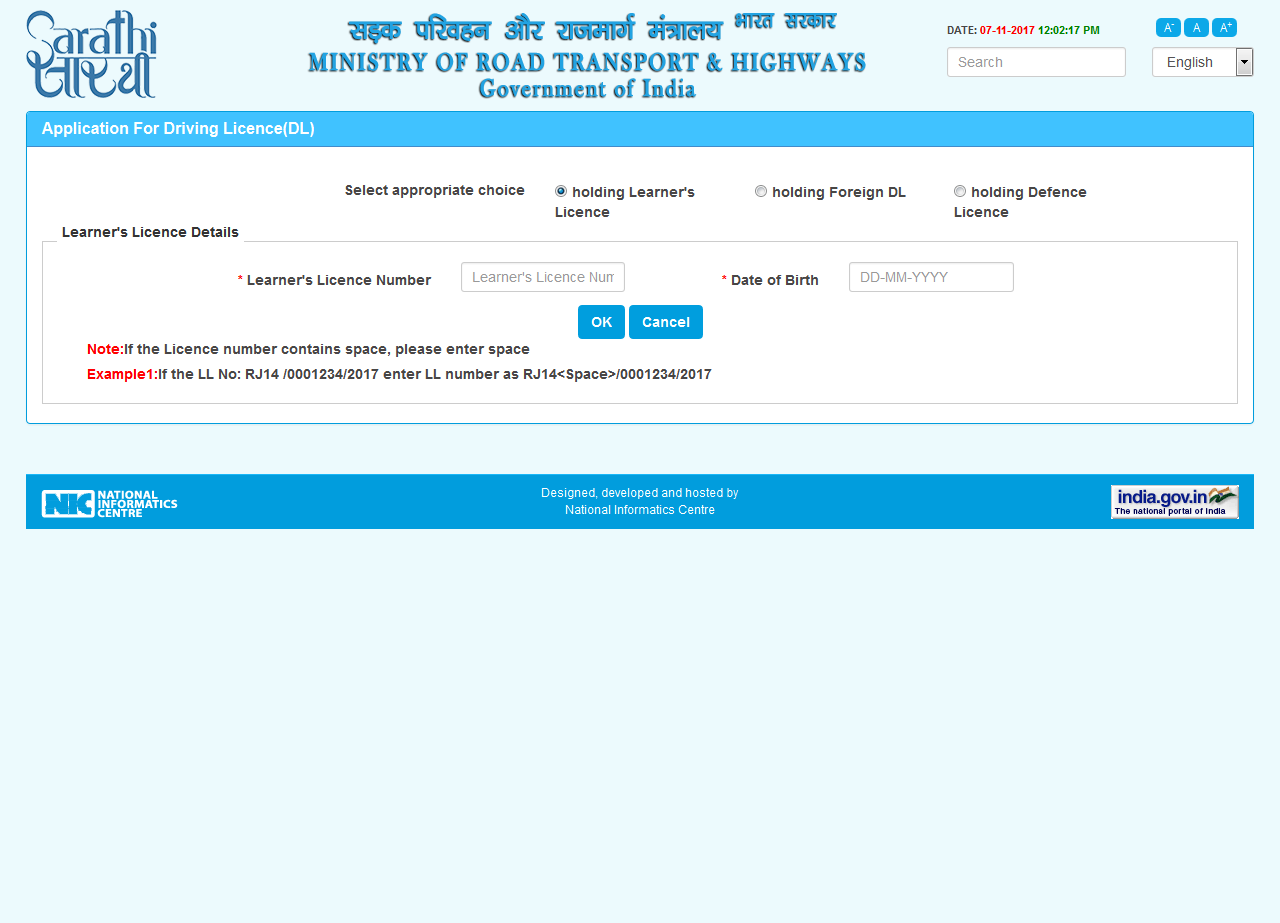 Sarathi
सारथी
सड़क परिवहन और राजमार्ग मंत्रालय भारत सरकार
MINISTRY OF ROAD TRANSPORT & HIGHWAYS
Government of India
DATE: 07-11-2017 12:02:17 PM
A- A A+
Search
English
Application For Driving Licence(DL)
Select appropriate choice holding Learner's Licence holding Foreign DL holding Defence Licence
Learner's Licence Details
* Learner's Licence Number Learner's Licence Num * Date of Birth DD-MM-YYYY
OK Cancel
Note:If the Licence number contains space, please enter space
Example1:If the LL No: RJ14 /0001234/2017 enter LL number as RJ14<Space>/0001234/2017
NIC NATIONAL INFORMATICS CENTRE
Designed, developed and hosted by
National Informatics Centre
india.gov.in
The national portal of India